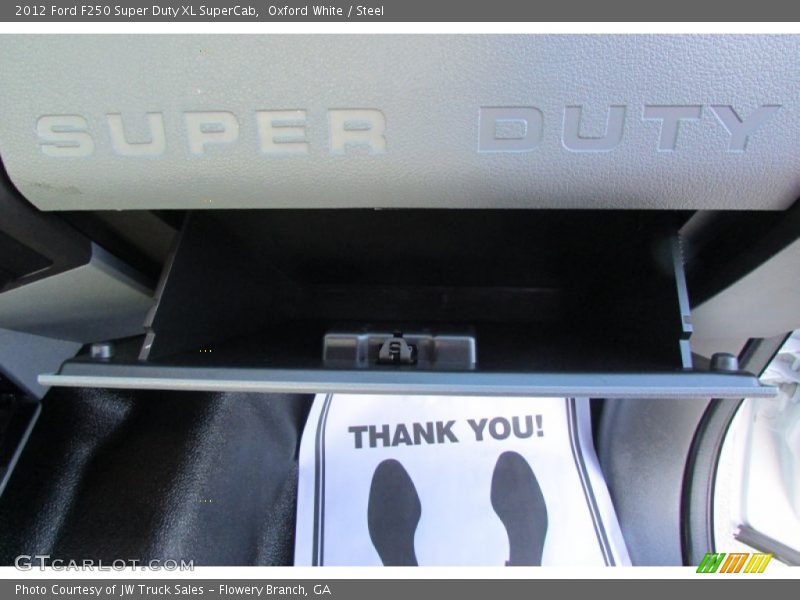 2012 Ford F250 Super Duty XL SuperCab, Oxford White / Steel
SUPER DUTY
THANK YOU!
GTCARLOT.COM
Photo Courtesy of JW Truck Sales - Flowery Branch, GA